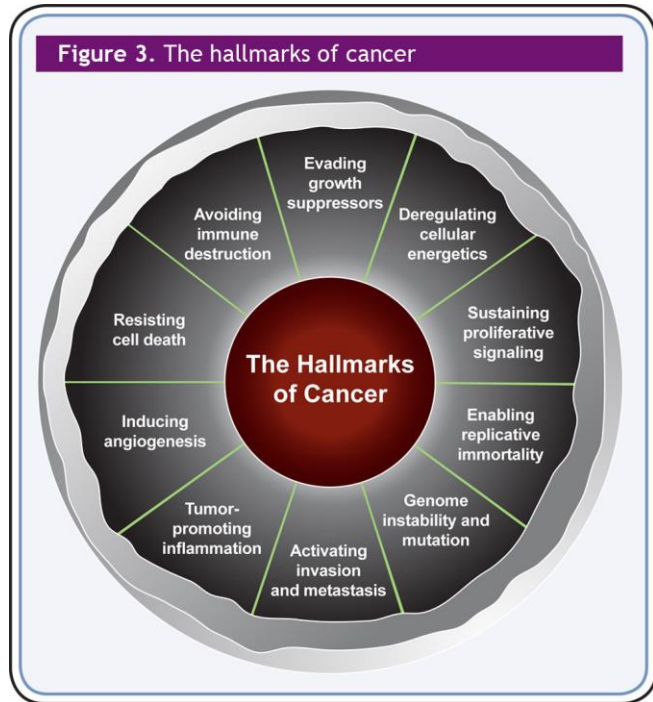 Figure 3. The hallmarks of cancer
Evading
growth
suppressors
Deregulating
cellular
energetics
Sustaining
proliferative
signaling
Enabling
replicative
immortality
Genome
instability and
mutation
Activating
invasion
and metastasis
Tumor-
promoting
inflammation
Inducing
angiogenesis
Resisting
cell death
Avoiding
immune
destruction
The Hallmarks
of Cancer